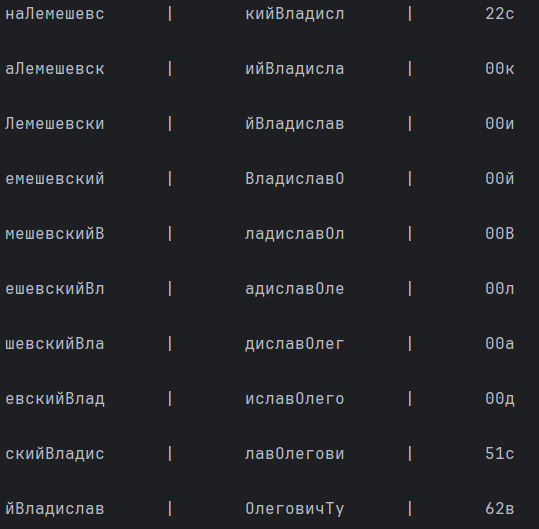 наЛемешевс | кийВладисл | 22с
аЛемешевск | ийВладисла | 00к
Лемешевски | йВладислав | 00и
емешевский | ВладиславО | 00й
мешевскийВ | ладиславОл | 00В
ешевскийВл | адиславОле | 00л
шевскийВла | диславОлег | 00а
евскийВлад | иславОлего | 00д
скийВладис | лавОлегови | 51с
йВладислав | ОлеговичТу | 62в